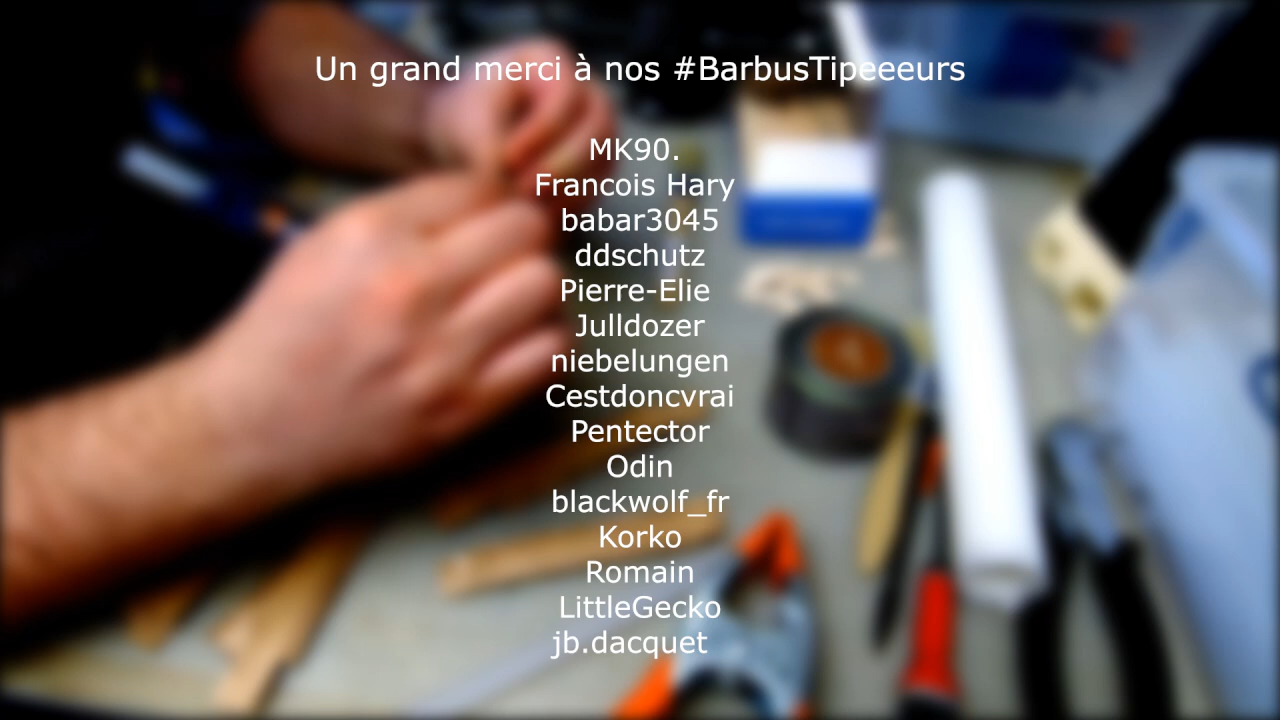 Un grand merci à nos #BarbusTipeeeurs
MK90.
Francois Hary
babar3045
ddschutz
Pierre-Elie
Julldozer
niebelungen
Cestdoncvrai
Pentector
Odin
blackwolf_fr
Korko
Romain
LittleGecko
jb.dacquet